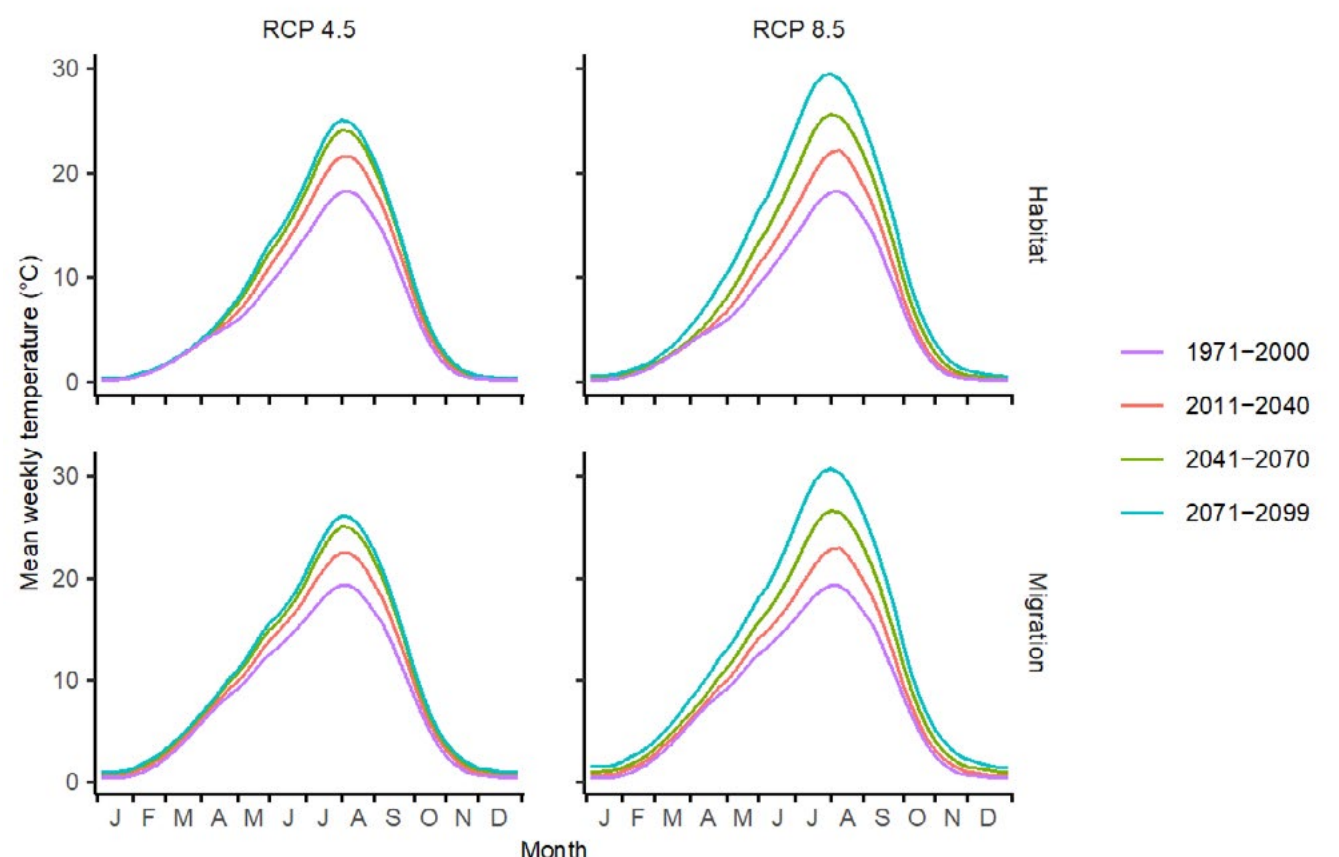 RCP 4.5
RCP 8.5
30
20
10
0
Habitat
Mean weekly temperature (°C)
1971−2000
2011−2040
2041−2070
2071−2099
30
20
10
0
Migration
J F M A M J J A S O N D
J F M A M J J A S O N D
Month